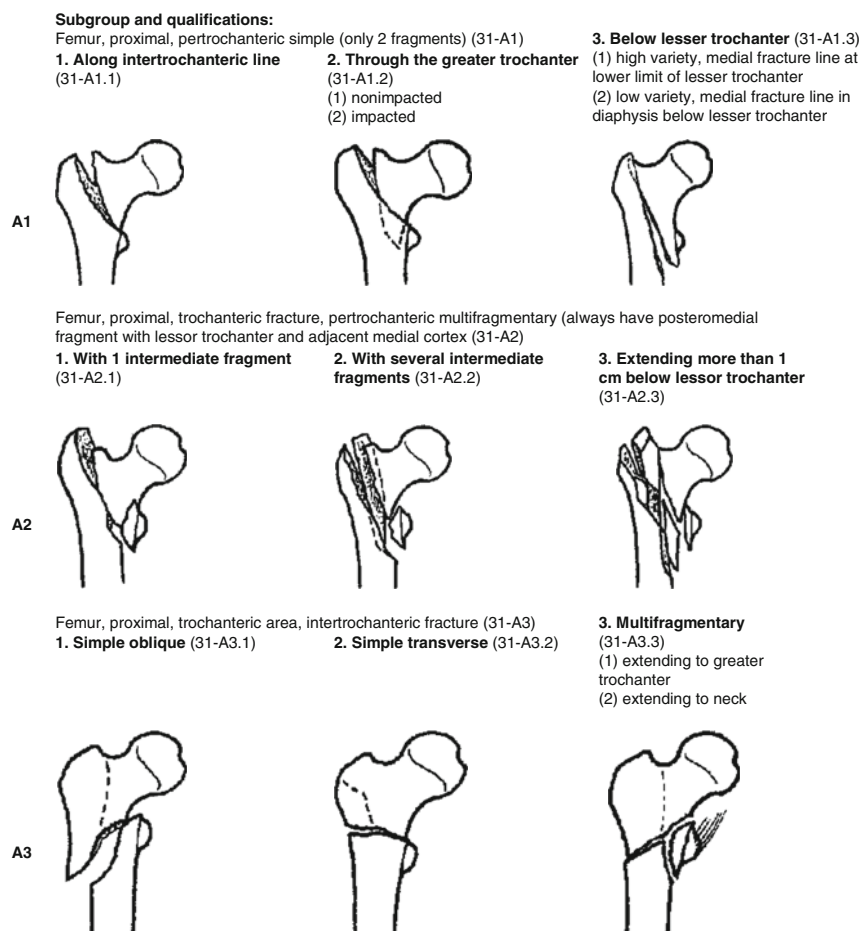 Subgroup and qualifications:
Femur, proximal, pertrochanteric simple (only 2 fragments) (31-A1)
1. Along intertrochanteric line
(31-A1.1)
2. Through the greater trochanter
(31-A1.2)
(1) nonimpacted
(2) impacted
3. Below lesser trochanter (31-A1.3)
(1) high variety, medial fracture line at
lower limit of lesser trochanter
(2) low variety, medial fracture line in
diaphysis below lesser trochanter
A1
Femur, proximal, trochanteric fracture, pertrochanteric multifragmentary (always have posteromedial
fragment with lessor trochanter and adjacent medial cortex (31-A2)
1. With 1 intermediate fragment
(31-A2.1)
2. With several intermediate
fragments (31-A2.2)
3. Extending more than 1
cm below lessor trochanter
(31-A2.3)
A2
Femur, proximal, trochanteric area, intertrochanteric fracture (31-A3)
1. Simple oblique (31-A3.1)
2. Simple transverse (31-A3.2)
3. Multifragmentary
(31-A3.3)
(1) extending to greater
trochanter
(2) extending to neck
A3